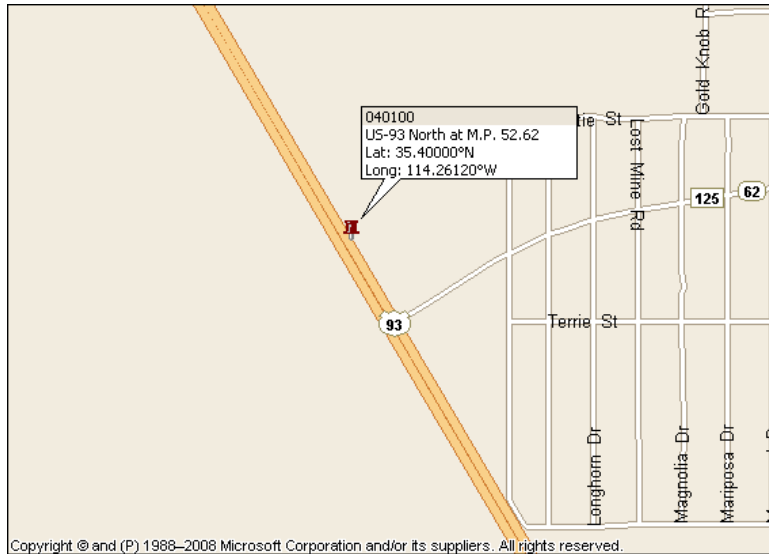 Gold Knob R
040100
US-93 North at M.P. 52.62
Lat: 35.40000°N
Long: 114.26120°W
tie St
Lost Mine Rd
125
62
93
Terrie St
Longhorn Dr
Magnolia Dr
Mariposa Dr
Copyright © and (P) 1988–2008 Microsoft Corporation and/or its suppliers. All rights reserved.